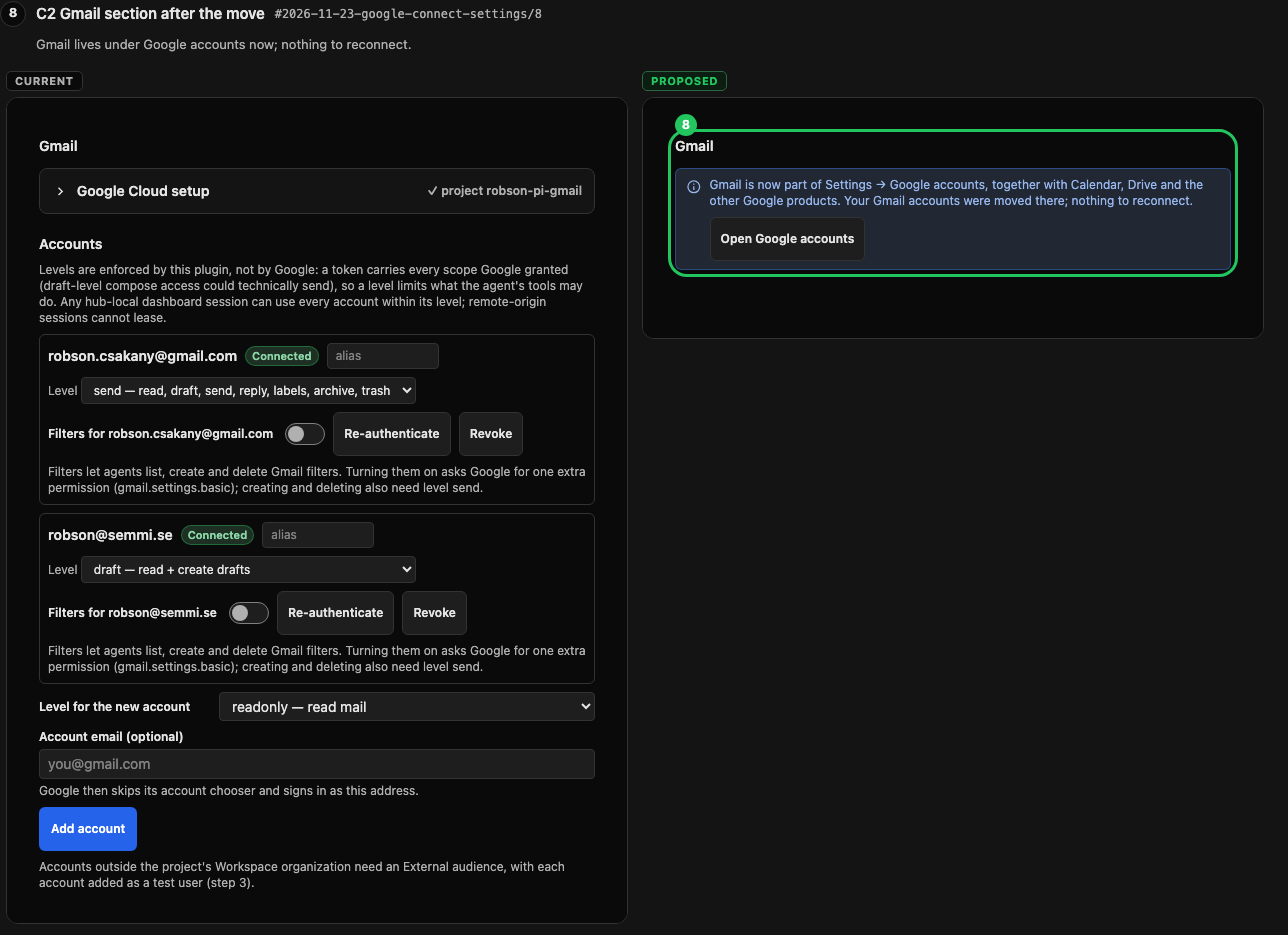 8 C2 Gmail section after the move #2026-11-23-google-connect-settings/8
Gmail lives under Google accounts now; nothing to reconnect.
CURRENT
Gmail
Google Cloud setup ✓ project robson-pi-gmail
Accounts
Levels are enforced by this plugin, not by Google: a token carries every scope Google granted
(draft-level compose access could technically send), so a level limits what the agent's tools may
do. Any hub-local dashboard session can use every account within its level; remote-origin
sessions cannot lease.
robson.csakany@gmail.com Connected alias
Level send — read, draft, send, reply, labels, archive, trash
Filters for robson.csakany@gmail.com Re-authenticate Revoke
Filters let agents list, create and delete Gmail filters. Turning them on asks Google for one extra
permission (gmail.settings.basic); creating and deleting also need level send.
robson@semmi.se Connected alias
Level draft — read + create drafts
Filters for robson@semmi.se Re-authenticate Revoke
Filters let agents list, create and delete Gmail filters. Turning them on asks Google for one extra
permission (gmail.settings.basic); creating and deleting also need level send.
Level for the new account readonly — read mail
Account email (optional)
you@gmail.com
Google then skips its account chooser and signs in as this address.
Add account
Accounts outside the project's Workspace organization need an External audience, with each
account added as a test user (step 3).
PROPOSED
8
Gmail
Gmail is now part of Settings → Google accounts, together with Calendar, Drive and the
other Google products. Your Gmail accounts were moved there; nothing to reconnect.
Open Google accounts